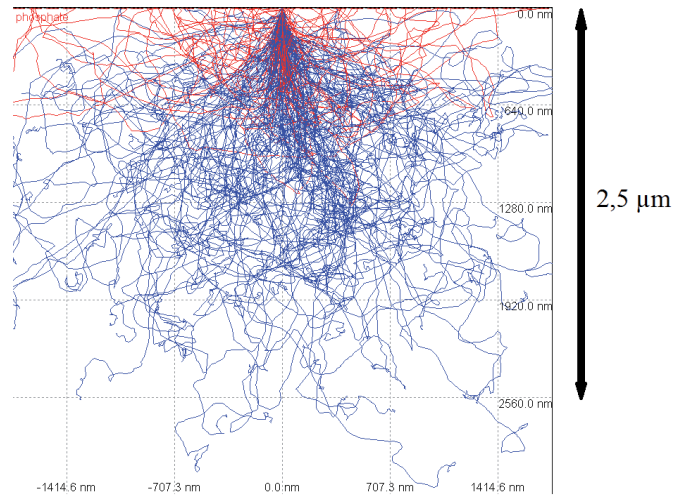 phosphate
0.0 nm
640.0 nm
1280.0 nm
1920.0 nm
2560.0 nm
-1414.6 nm
-707.3 nm
0.0 nm
707.3 nm
1414.6 nm
2,5 µm